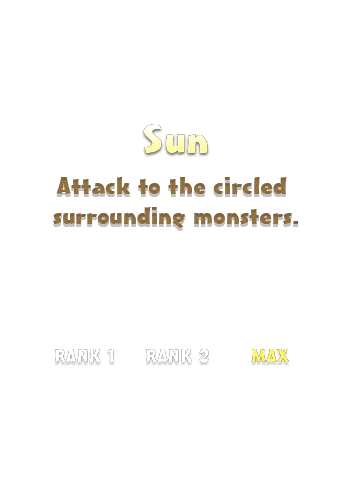 Sun
Attack to the circled
surrounding monsters.
RANK 1 RANK 2 MAX